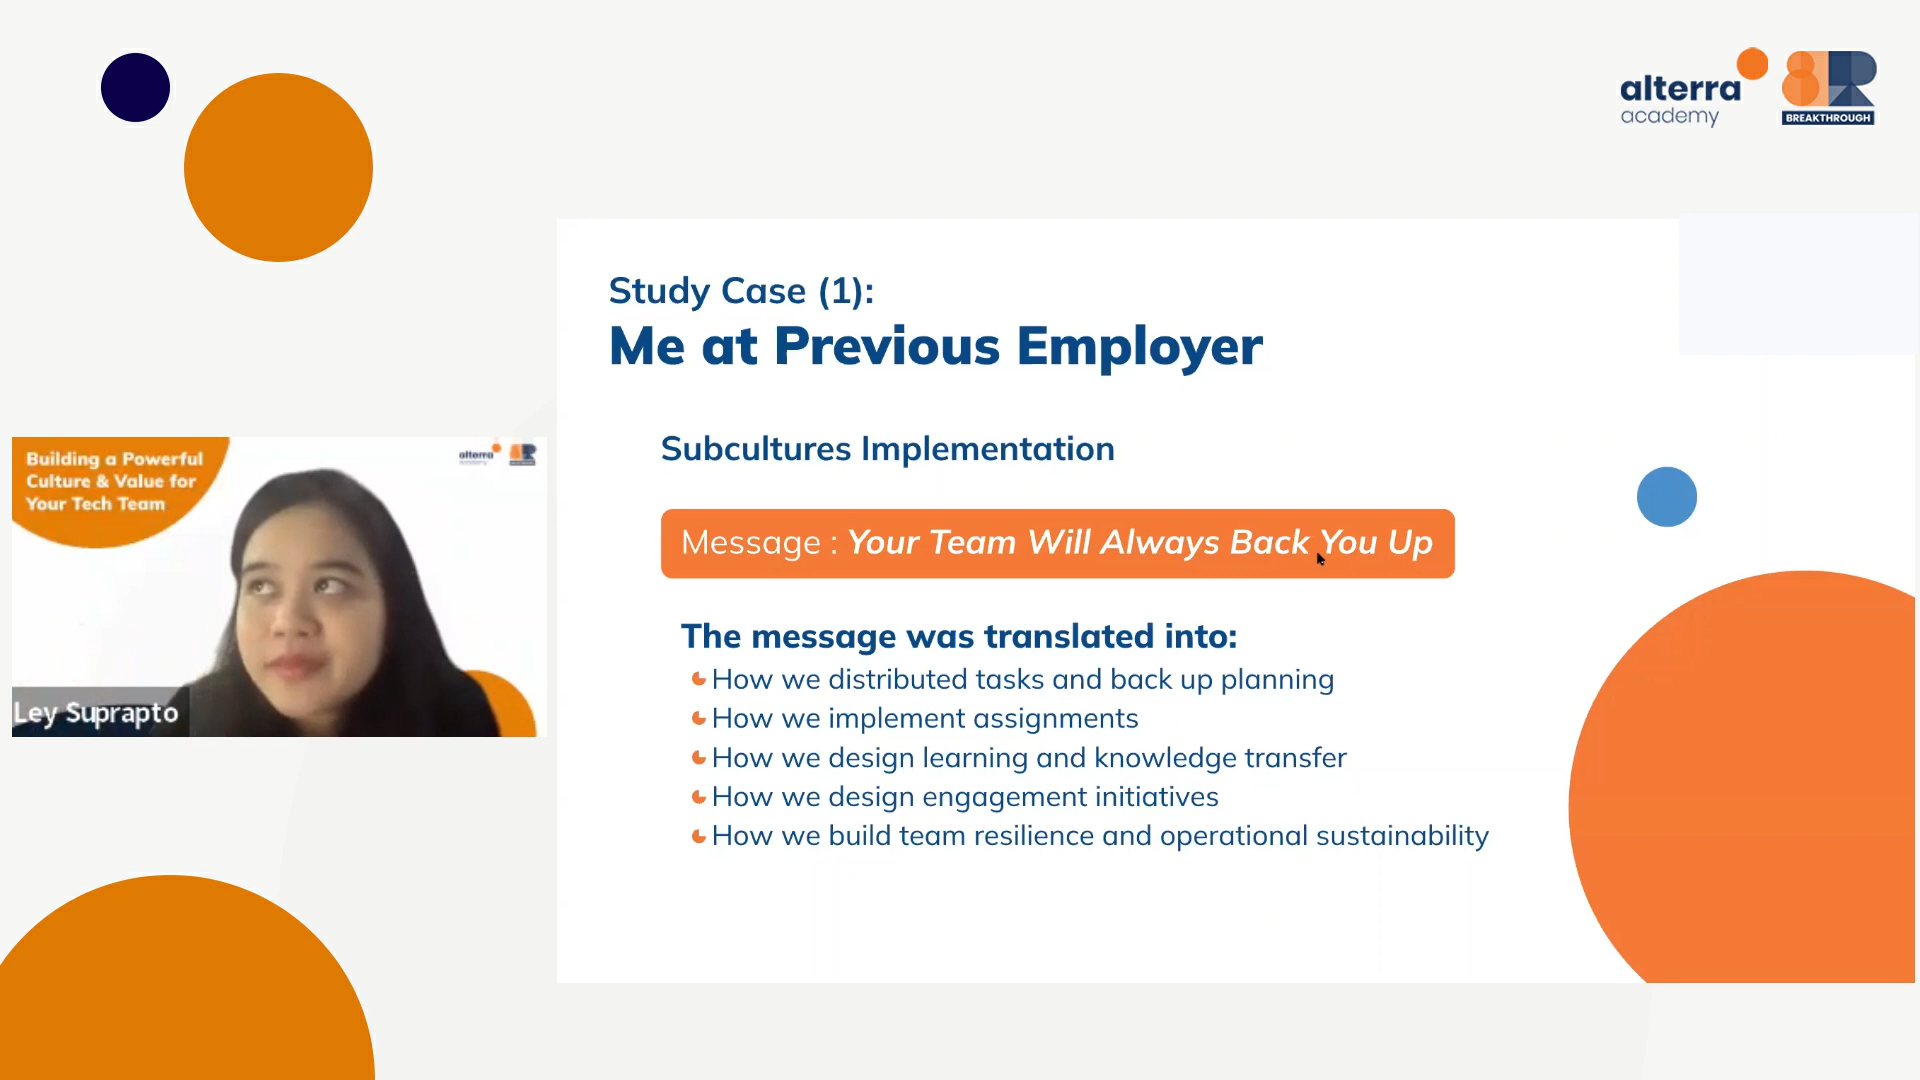 alterra
academy
BREAKTHROUGH
Study Case (1):
Me at Previous Employer
Subcultures Implementation
Message : Your Team Will Always Back You Up
The message was translated into:
How we distributed tasks and back up planning
How we implement assignments
How we design learning and knowledge transfer
How we design engagement initiatives
How we build team resilience and operational sustainability
Building a Powerful
Culture & Value for
Your Tech Team
alterra
Ley Suprapto